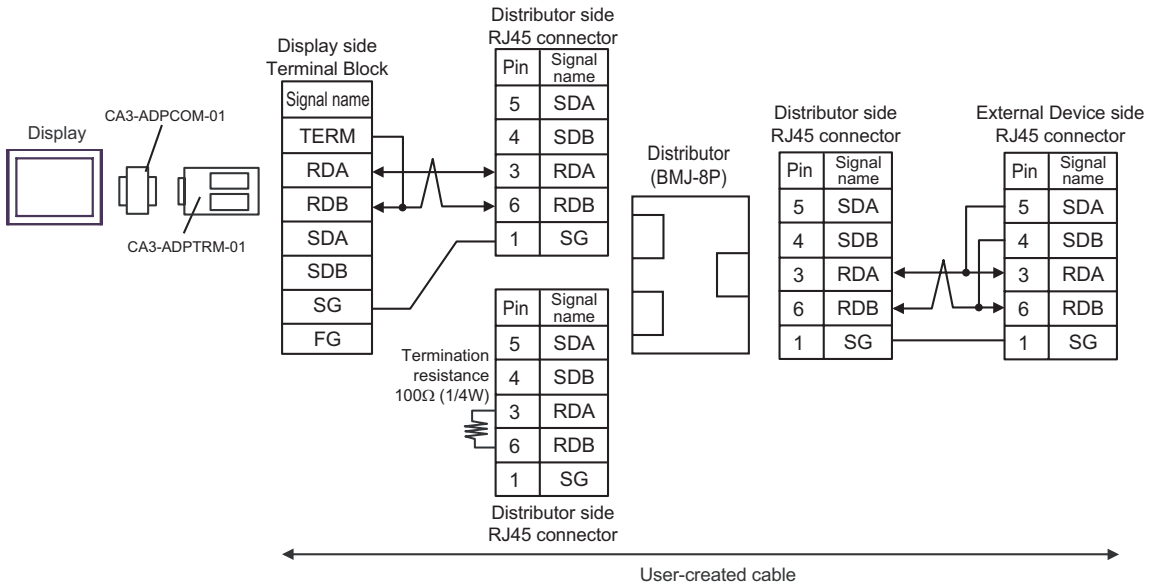 Display
CA3-ADPCOM-01
CA3-ADPTRM-01
Display side
Terminal Block
Signal name
TERM
RDA
RDB
SDA
SDB
SG
FG
Distributor side
RJ45 connector
Pin Signal name
5 SDA
4 SDB
3 RDA
6 RDB
1 SG
Termination
resistance
100Ω (1/4W)
Pin Signal name
5 SDA
4 SDB
3 RDA
6 RDB
1 SG
Distributor side
RJ45 connector
Distributor
(BMJ-8P)
Distributor side
RJ45 connector
Pin Signal name
5 SDA
4 SDB
3 RDA
6 RDB
1 SG
External Device side
RJ45 connector
Pin Signal name
5 SDA
4 SDB
3 RDA
6 RDB
1 SG
User-created cable